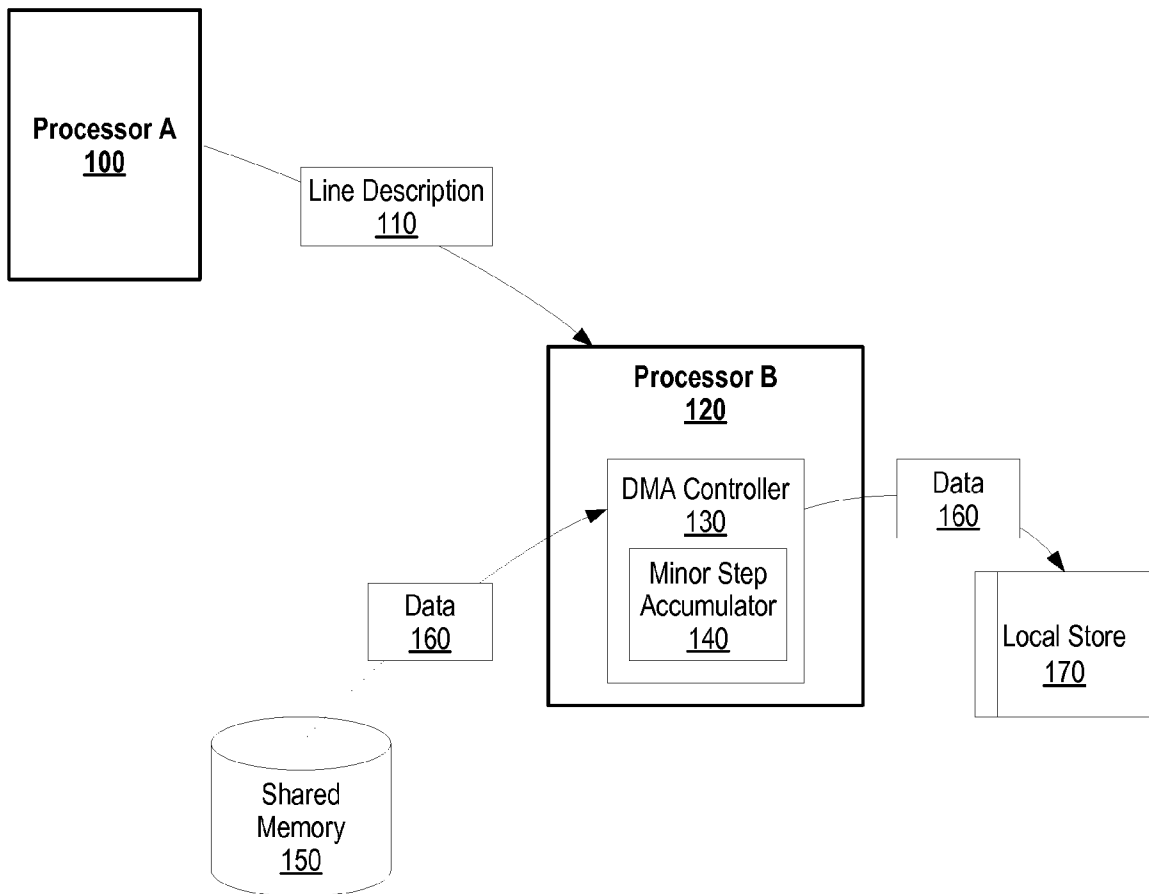 Processor A
100
Line Description
110
Processor B
120
DMA Controller
130
Minor Step
Accumulator
140
Data
160
Data
160
Local Store
170
Shared
Memory
150